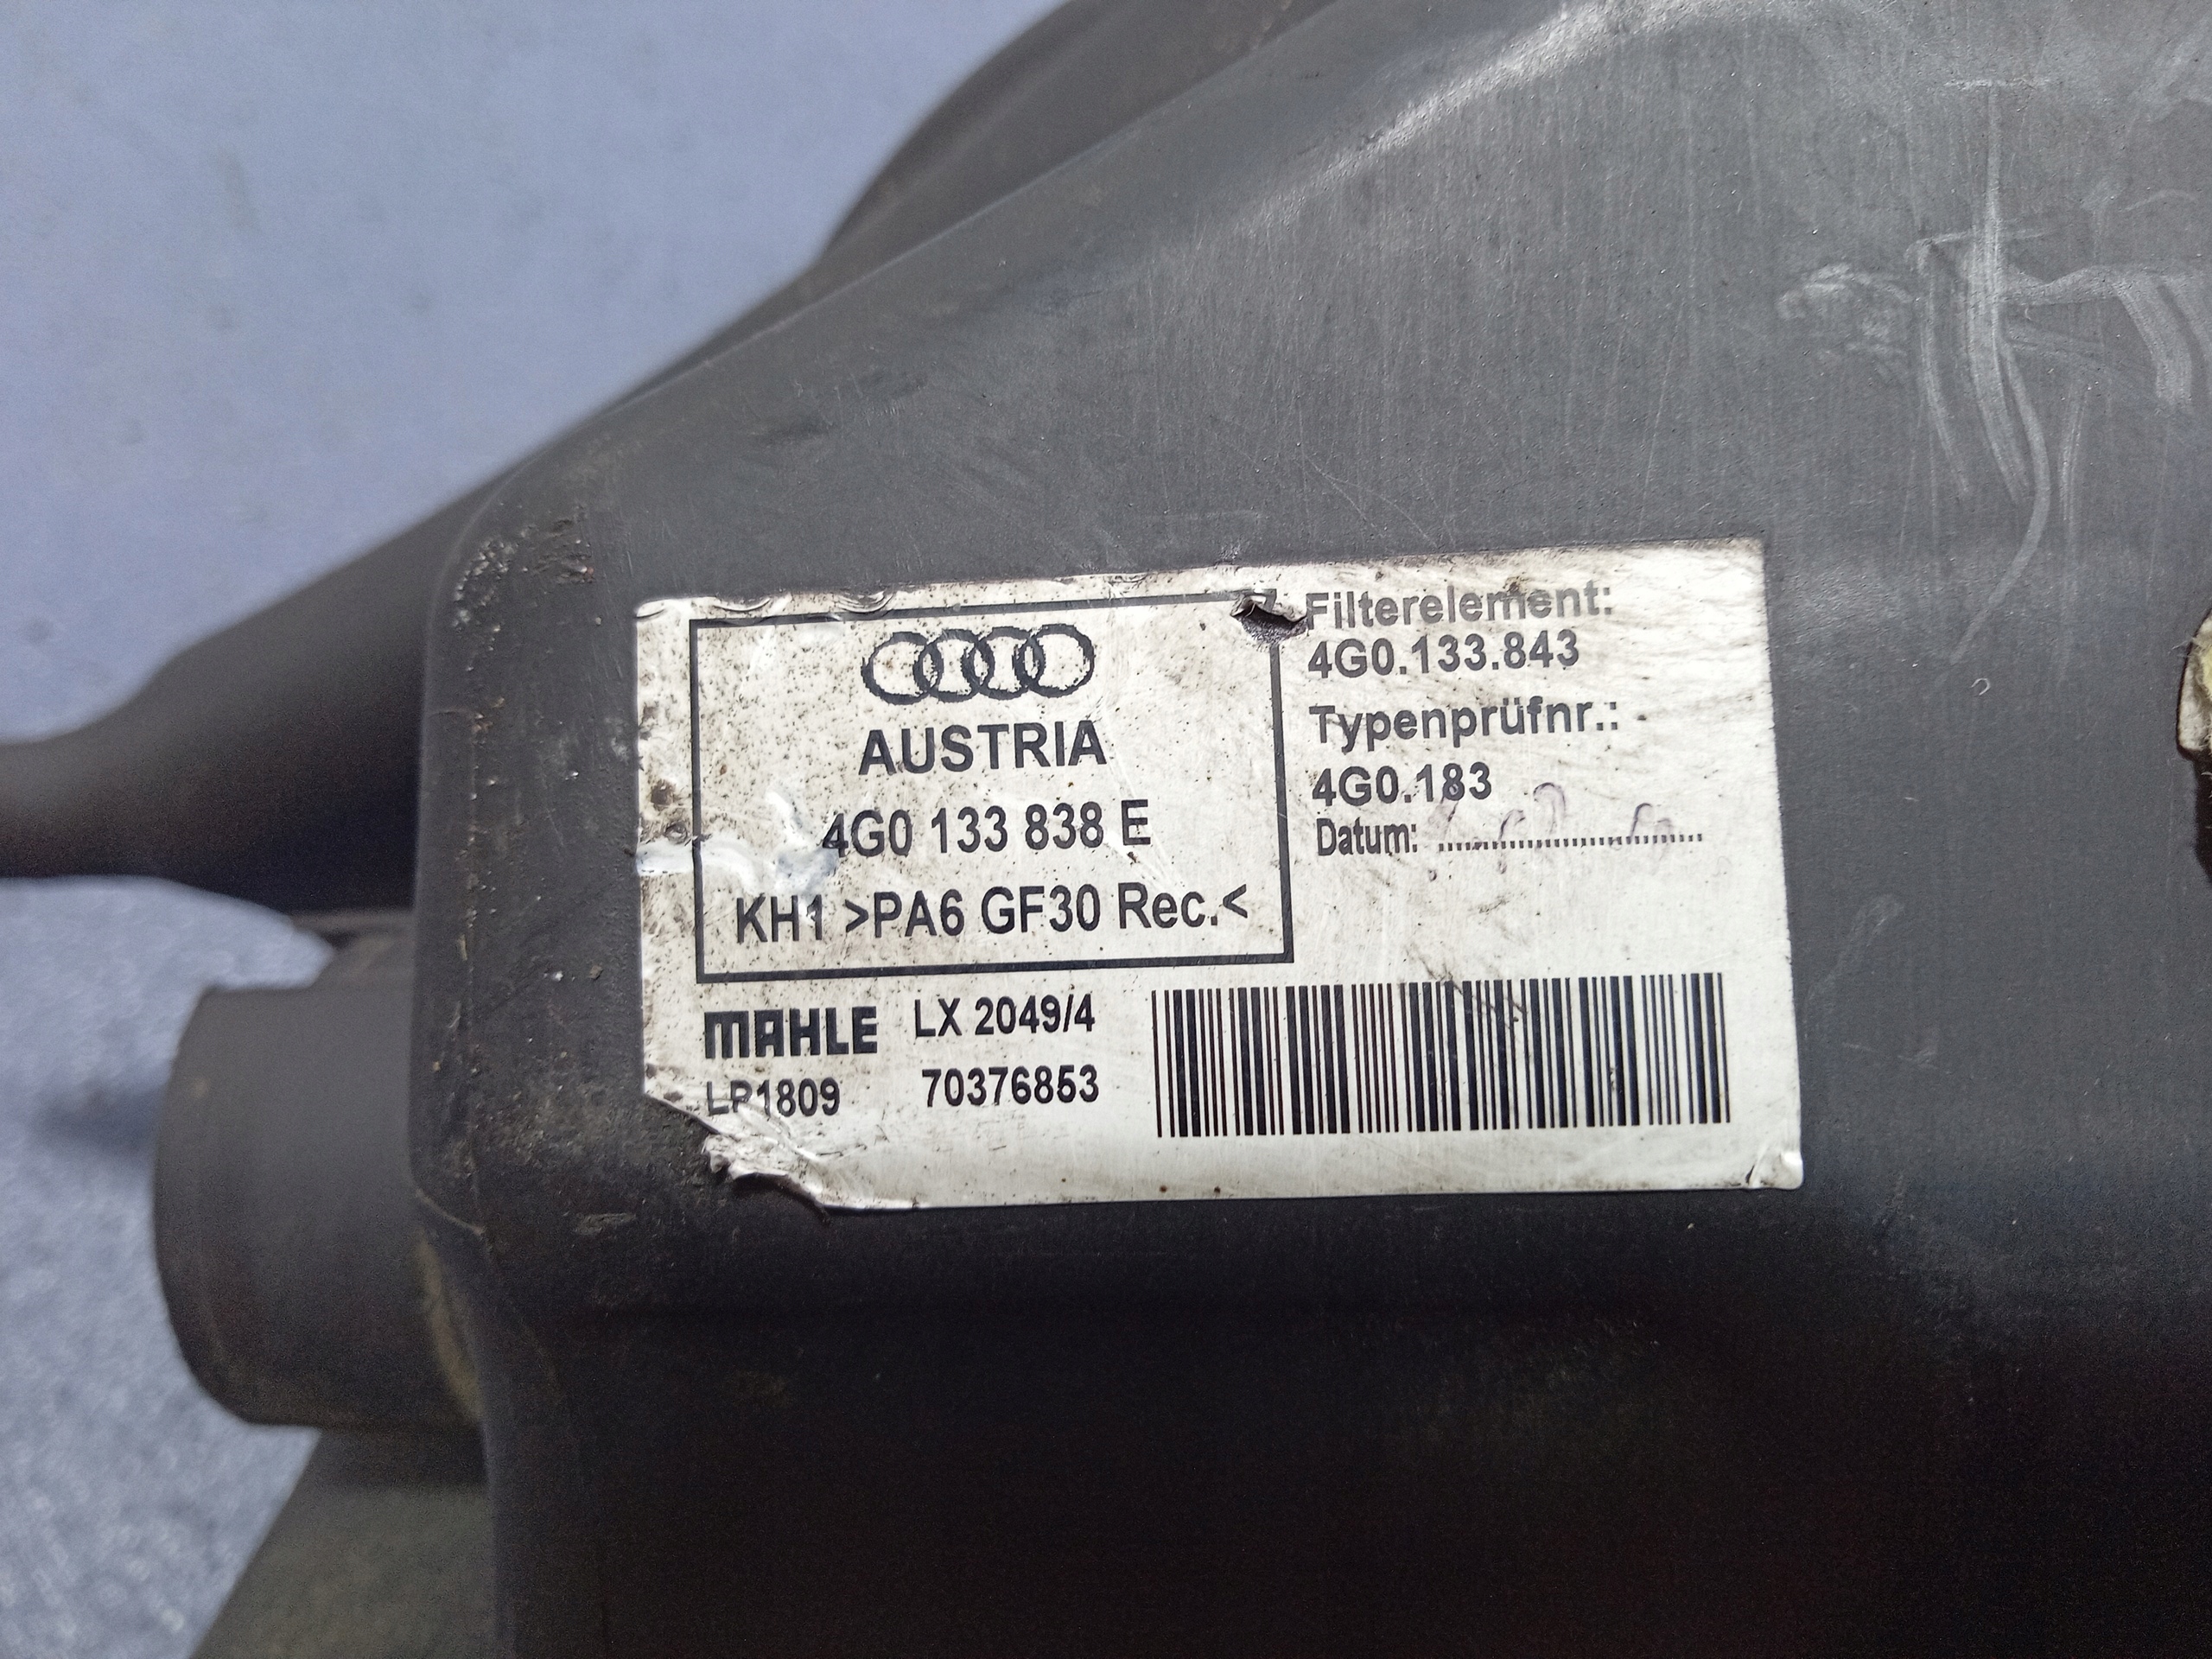 AUSTRIA
4G0 133 838 E
KH1 >PA6 GF30 Rec.<
Filterelement:
4G0.133.843
Typenprüfnr.:
4G0.183
Datum:
MAHLE LX 2049/4
LP1809 70376853